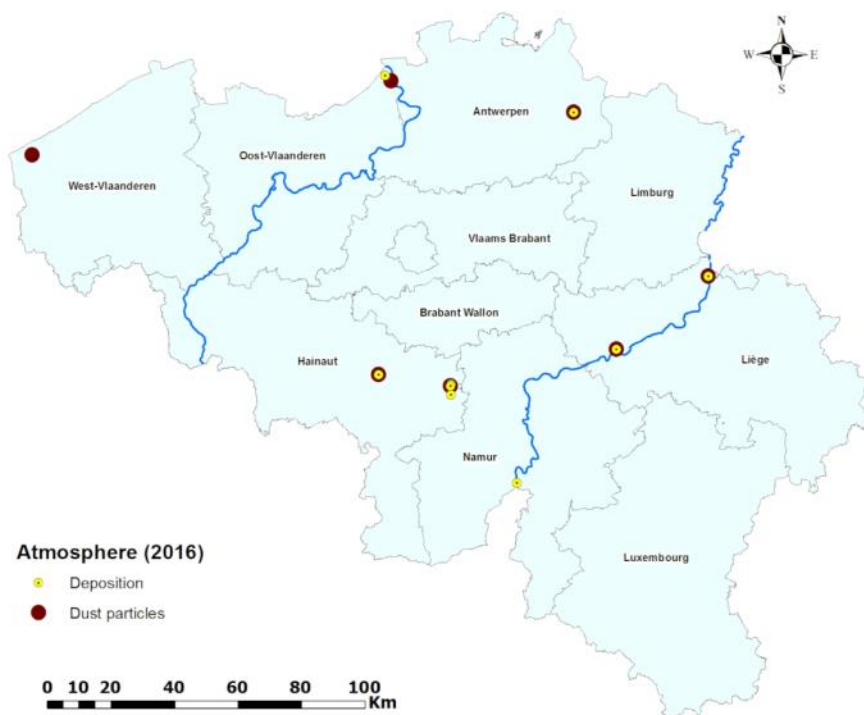 N
W E
S
Antwerpen
Oost-Vlaanderen
West-Vlaanderen
Limburg
Vlaams Brabant
Brabant Wallon
Hainaut
Liège
Namur
Luxembourg
Atmosphere (2016)
Deposition
Dust particles
0 10 20 40 60 80 100
Km